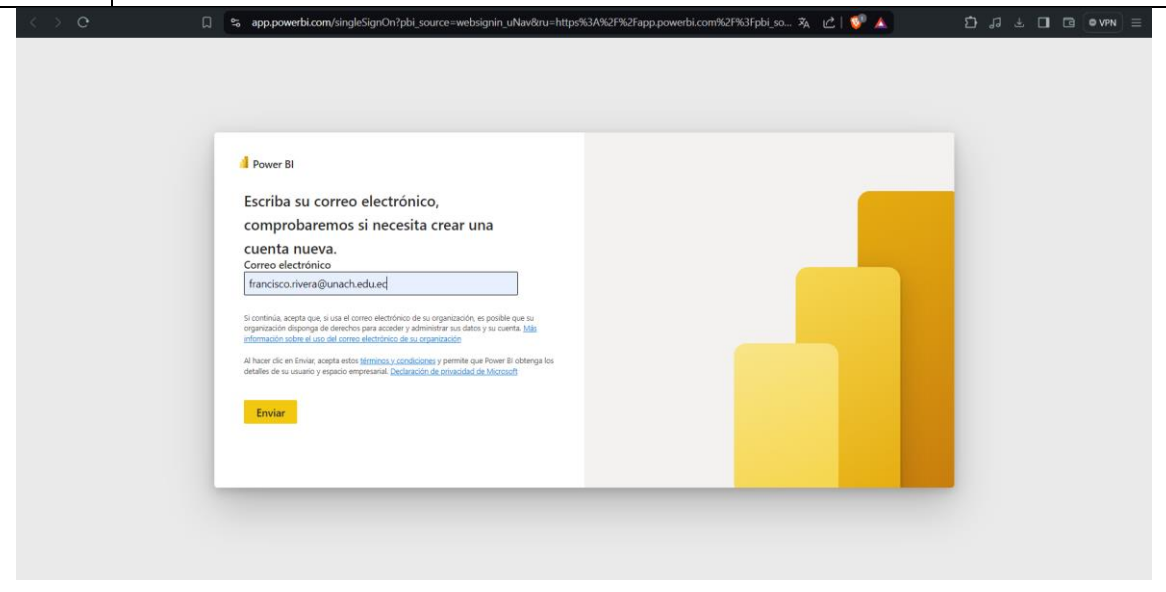 app.powerbi.com/singleSignOn?pbi_source=websignin_uNav&ru=https%3A%2F%2Fapp.powerbi.com%2F%3Fpbi_so...
VPN
Power BI
Escriba su correo electrónico,
comprobaremos si necesita crear una
cuenta nueva.
Correo electrónico
francisco.rivera@unach.edu.ec
Si continúa, acepta que, si usa el correo electrónico de su organización, es posible que su
organización disponga de derechos para acceder y administrar sus datos y su cuenta. Más
información sobre el uso del correo electrónico de su organización
Al hacer clic en Enviar, acepta estos términos y condiciones y permite que Power BI obtenga los
detalles de su usuario y espacio empresarial. Declaración de privacidad de Microsoft
Enviar